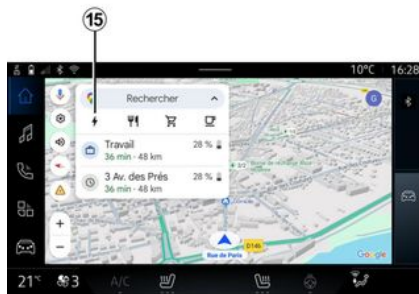 15
10°C 16:28
Rechercher
G
Travail
28 %
36 min · 48 km
3 Av. des Prés
28 %
36 min · 48 km
+
D146
−
Rue de Paris
Google
21°
3
A/C